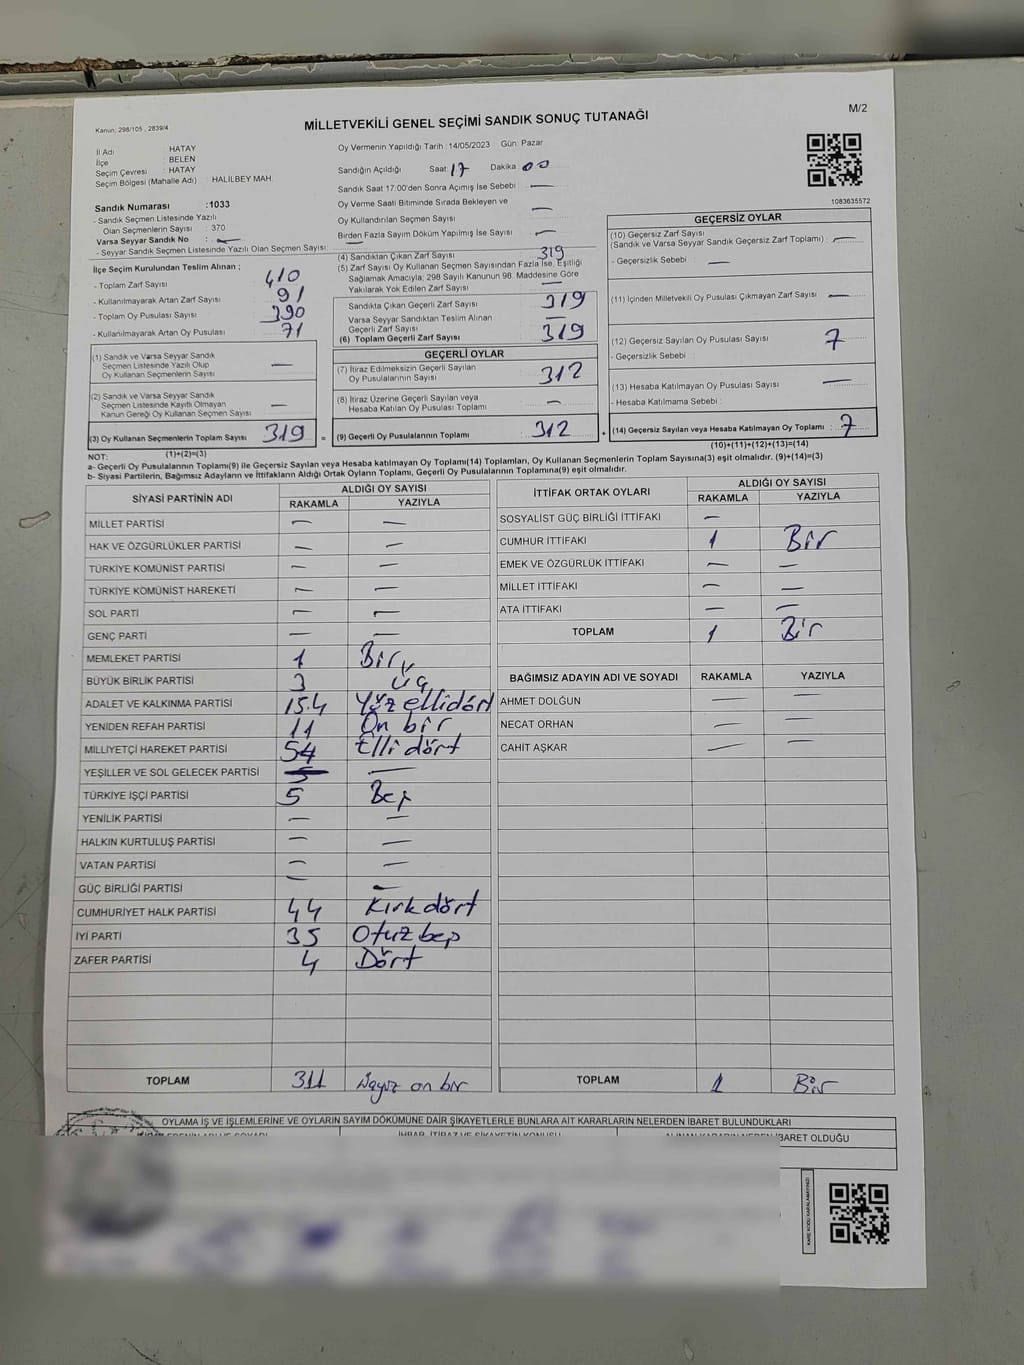 M/2
Kanun: 298/105 , 2839/4
MİLLETVEKİLİ GENEL SEÇİMİ SANDIK SONUÇ TUTANAĞI
İl Adı : HATAY
İlçe : BELEN
Seçim Çevresi : HATAY
Seçim Bölgesi (Mahalle Adı) : HALİLBEY MAH.
Oy Vermenin Yapıldığı Tarih :14/05/2023 Gün: Pazar
Sandığın Açıldığı Saat: 17 Dakika 00
Sandık Saat 17:00'den Sonra Açımış İse Sebebi : —
Oy Verme Saati Bitiminde Sırada Bekleyen ve
Oy Kullandırılan Seçmen Sayısı —
Birden Fazla Sayım Döküm Yapılmış İse Sayısı : —
1083635572
Sandık Numarası :1033
- Sandık Seçmen Listesinde Yazılı
Olan Seçmenlerin Sayısı : 370
Varsa Seyyar Sandık No : —
- Seyyar Sandık Seçmen Listesinde Yazılı Olan Seçmen Sayısı: —
İlçe Seçim Kurulundan Teslim Alınan ;
- Toplam Zarf Sayısı 410
- Kullanılmayarak Artan Zarf Sayısı 91
- Toplam Oy Pusulası Sayısı 390
- Kullanılmayarak Artan Oy Pusulası 71
(1) Sandık ve Varsa Seyyar Sandık
Seçmen Listesinde Yazılı Olup
Oy Kullanan Seçmenlerin Sayısı —
(2) Sandık ve Varsa Seyyar Sandık
Seçmen Listesinde Kayıtlı Olmayan
Kanun Gereği Oy Kullanan Seçmen Sayısı —
(3) Oy Kullanan Seçmenlerin Toplam Sayısı 319 =
(1)+(2)=(3)
(4) Sandıktan Çıkan Zarf Sayısı 319
(5) Zarf Sayısı Oy Kullanan Seçmen Sayısından Fazla İse, Eşitliği
Sağlamak Amacıyla; 298 Sayılı Kanunun 98. Maddesine Göre
Yakılarak Yok Edilen Zarf Sayısı —
Sandıkta Çıkan Geçerli Zarf Sayısı 319
Varsa Seyyar Sandıktan Teslim Alınan
Geçerli Zarf Sayısı —
(6) Toplam Geçerli Zarf Sayısı 319
GEÇERLİ OYLAR
(7) İtiraz Edilmeksizin Geçerli Sayılan
Oy Pusulalarının Sayısı 312
(8) İtiraz Üzerine Geçerli Sayılan veya
Hesaba Katılan Oy Pusulası Toplamı —
(9) Geçerli Oy Pusulalarının Toplamı 312 +
GEÇERSİZ OYLAR
(10) Geçersiz Zarf Sayısı
(Sandık ve Varsa Seyyar Sandık Geçersiz Zarf Toplamı) : —
- Geçersizlik Sebebi : —
(11) İçinden Milletvekili Oy Pusulası Çıkmayan Zarf Sayısı —
(12) Geçersiz Sayılan Oy Pusulası Sayısı : 7
- Geçersizlik Sebebi :
(13) Hesaba Katılmayan Oy Pusulası Sayısı —
- Hesaba Katılmama Sebebi :
(14) Geçersiz Sayılan veya Hesaba Katılmayan Oy Toplamı : 7
(10)+(11)+(12)+(13)=(14)
NOT:
a- Geçerli Oy Pusulalarının Toplamı(9) ile Geçersiz Sayılan veya Hesaba katılmayan Oy Toplamı(14) Toplamları, Oy Kullanan Seçmenlerin Toplam Sayısına(3) eşit olmalıdır. (9)+(14)=(3)
b- Siyasi Partilerin, Bağımsız Adayların ve İttifakların Aldığı Ortak Oyların Toplamı, Geçerli Oy Pusulalarının Toplamına(9) eşit olmalıdır.
SİYASİ PARTİNİN ADI ALDIĞI OY SAYISI
RAKAMLA YAZIYLA
MİLLET PARTİSİ — —
HAK VE ÖZGÜRLÜKLER PARTİSİ — —
TÜRKİYE KOMÜNİST PARTİSİ — —
TÜRKİYE KOMÜNİST HAREKETİ — —
SOL PARTİ — —
GENÇ PARTİ — —
MEMLEKET PARTİSİ 1 Bir
BÜYÜK BİRLİK PARTİSİ 3 Üç
ADALET VE KALKINMA PARTİSİ 154 Yüz ellidört
YENİDEN REFAH PARTİSİ 11 On bir
MİLLİYETÇİ HAREKET PARTİSİ 54 Elli dört
YEŞİLLER VE SOL GELECEK PARTİSİ — —
TÜRKİYE İŞÇİ PARTİSİ 5 Beş
YENİLİK PARTİSİ — —
HALKIN KURTULUŞ PARTİSİ — —
VATAN PARTİSİ — —
GÜÇ BİRLİĞİ PARTİSİ — —
CUMHURİYET HALK PARTİSİ 44 Kırkdört
İYİ PARTİ 35 Otuzbeş
ZAFER PARTİSİ 4 Dört
TOPLAM 311 üçyüz on bir
İTTİFAK ORTAK OYLARI ALDIĞI OY SAYISI
RAKAMLA YAZIYLA
SOSYALİST GÜÇ BİRLİĞİ İTTİFAKI —
CUMHUR İTTİFAKI 1 Bir
EMEK VE ÖZGÜRLÜK İTTİFAKI — —
MİLLET İTTİFAKI — —
ATA İTTİFAKI — —
TOPLAM 1 Bir
BAĞIMSIZ ADAYIN ADI VE SOYADI RAKAMLA YAZIYLA
AHMET DOLĞUN — —
NECAT ORHAN — —
CAHİT AŞKAR — —
TOPLAM 1 Bir
OYLAMA İŞ VE İŞLEMLERİNE VE OYLARIN SAYIM DÖKÜMÜNE DAİR ŞİKAYETLERLE BUNLARA AİT KARARLARIN NELERDEN İBARET BULUNDUKLARI
İHBAR, İTİRAZ VE ŞİKAYETİN KONUSU
ALINAN KARARIN NEDEN İBARET OLDUĞU
KARE KODU KARALAMAYINIZ!